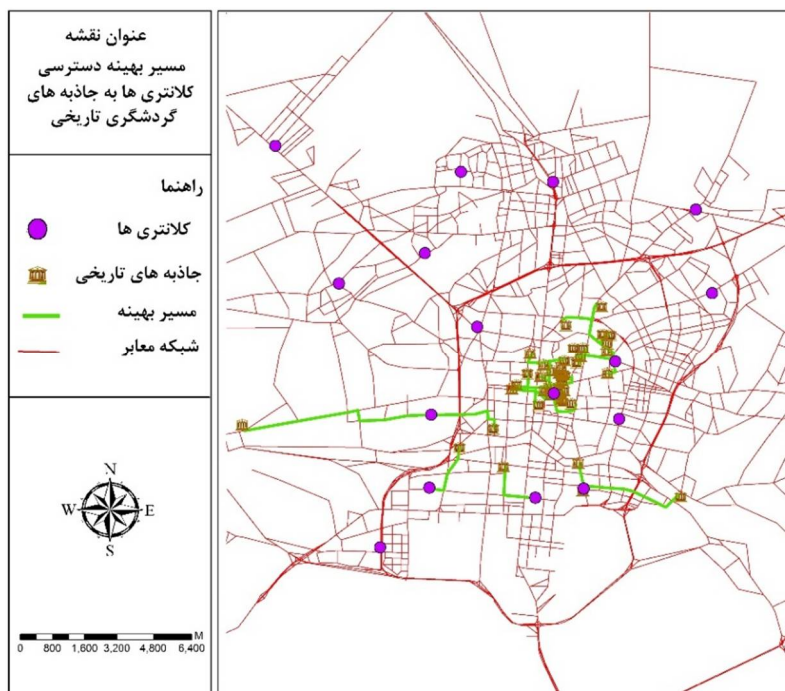 عنوان نقشه
مسیر بهینه دسترسی
کلانتری ها به جاذبه های
گردشگری تاریخی
راهنما
کلانتری ها
جاذبه های تاریخی
مسیر بهینه
شبکه معابر
N
W E
S
M
0 800 1,600 3,200 4,800 6,400